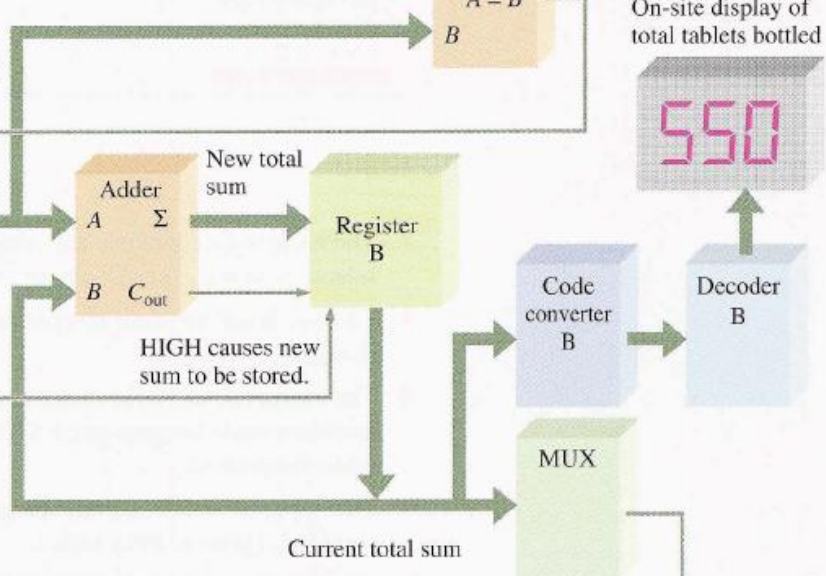 A = B
B
On-site display of
total tablets bottled
550
New total
sum
Adder
A Σ
B Cout
Register
B
HIGH causes new
sum to be stored.
Code
converter
B
Decoder
B
MUX
Current total sum